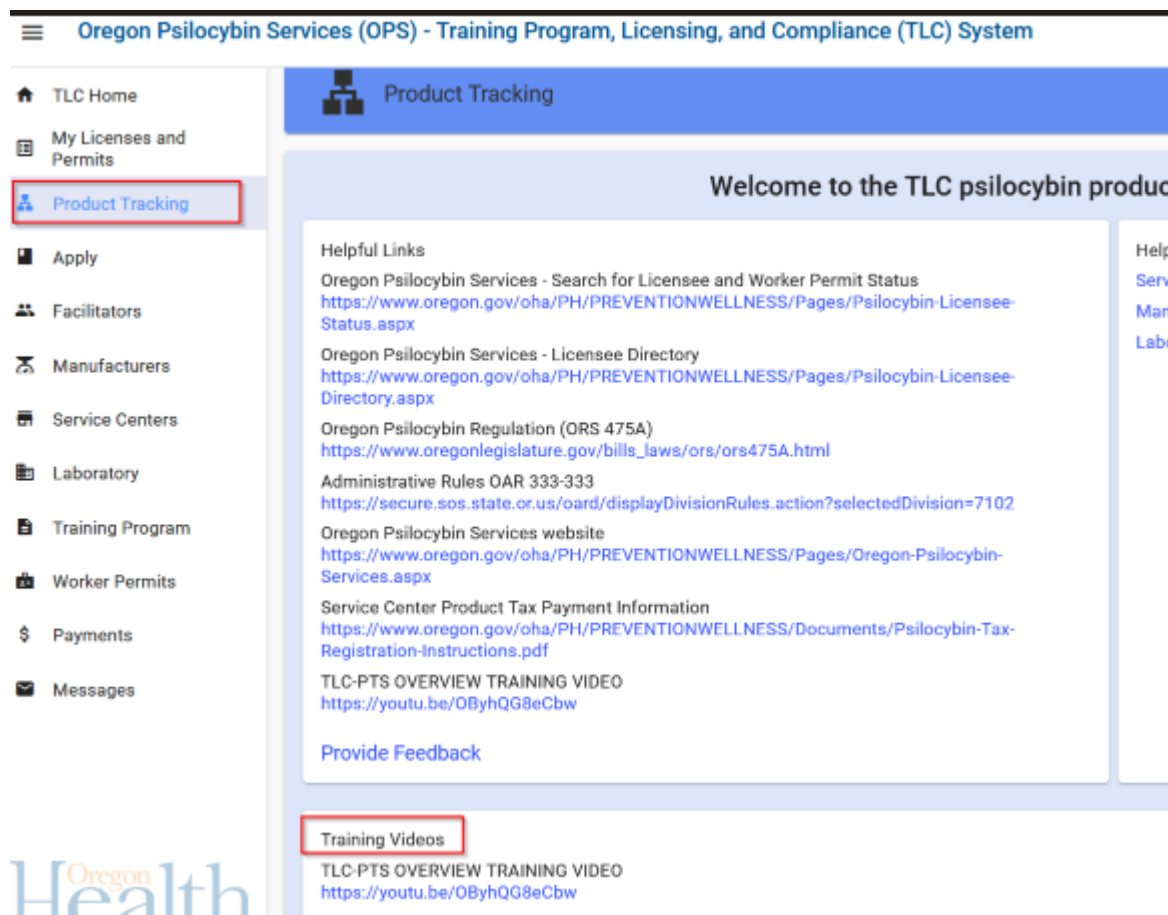 Oregon Psilocybin Services (OPS) - Training Program, Licensing, and Compliance (TLC) System
TLC Home
My Licenses and
Permits
Product Tracking
Apply
Facilitators
Manufacturers
Service Centers
Laboratory
Training Program
Worker Permits
$ Payments
Messages
Oregon
Health
Product Tracking
Welcome to the TLC psilocybin produc
Helpful Links
Oregon Psilocybin Services - Search for Licensee and Worker Permit Status
https://www.oregon.gov/oha/PH/PREVENTIONWELLNESS/Pages/Psilocybin-Licensee-
Status.aspx
Oregon Psilocybin Services - Licensee Directory
https://www.oregon.gov/oha/PH/PREVENTIONWELLNESS/Pages/Psilocybin-Licensee-
Directory.aspx
Oregon Psilocybin Regulation (ORS 475A)
https://www.oregonlegislature.gov/bills_laws/ors/ors475A.html
Administrative Rules OAR 333-333
https://secure.sos.state.or.us/oard/displayDivisionRules.action?selectedDivision=7102
Oregon Psilocybin Services website
https://www.oregon.gov/oha/PH/PREVENTIONWELLNESS/Pages/Oregon-Psilocybin-
Services.aspx
Service Center Product Tax Payment Information
https://www.oregon.gov/oha/PH/PREVENTIONWELLNESS/Documents/Psilocybin-Tax-
Registration-Instructions.pdf
TLC-PTS OVERVIEW TRAINING VIDEO
https://youtu.be/OByhQG8eCbw
Provide Feedback
Help
Serv
Man
Labo
Training Videos
TLC-PTS OVERVIEW TRAINING VIDEO
https://youtu.be/OByhQG8eCbw